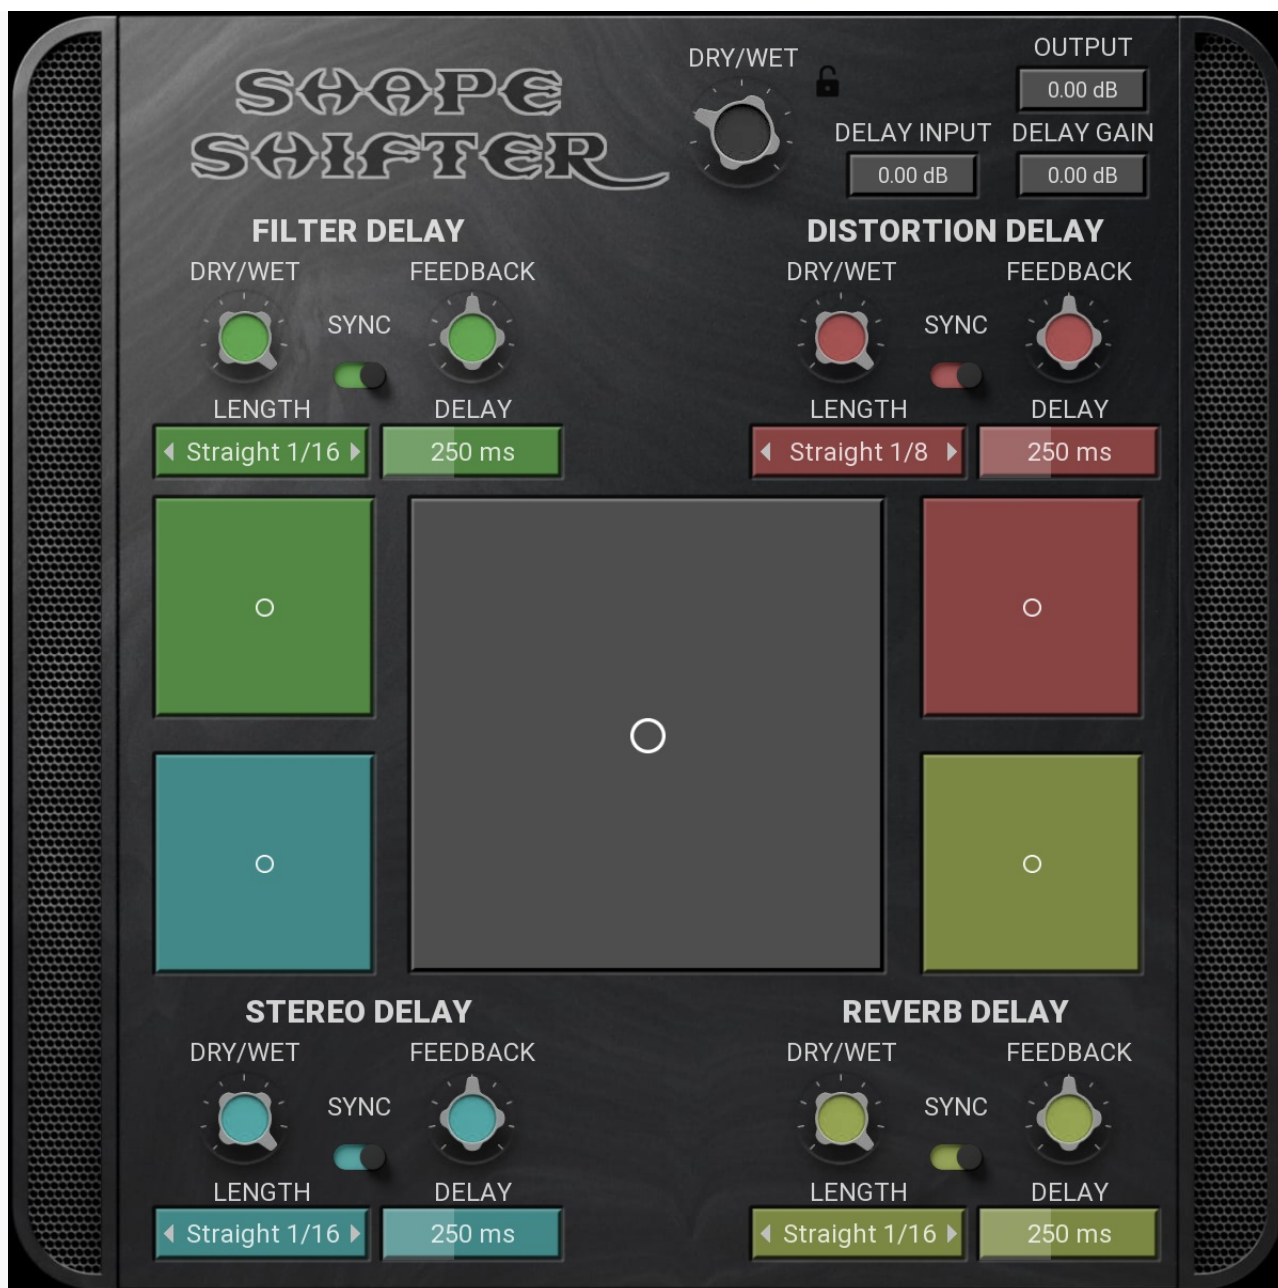 SHAPE
SHIFTER
DRY/WET
OUTPUT
0.00 dB
DELAY INPUT
DELAY GAIN
0.00 dB
0.00 dB
FILTER DELAY
DRY/WET
FEEDBACK
SYNC
LENGTH
DELAY
Straight 1/16
250 ms
DISTORTION DELAY
DRY/WET
FEEDBACK
SYNC
LENGTH
DELAY
Straight 1/8
250 ms
STEREO DELAY
DRY/WET
FEEDBACK
SYNC
LENGTH
DELAY
Straight 1/16
250 ms
REVERB DELAY
DRY/WET
FEEDBACK
SYNC
LENGTH
DELAY
Straight 1/16
250 ms